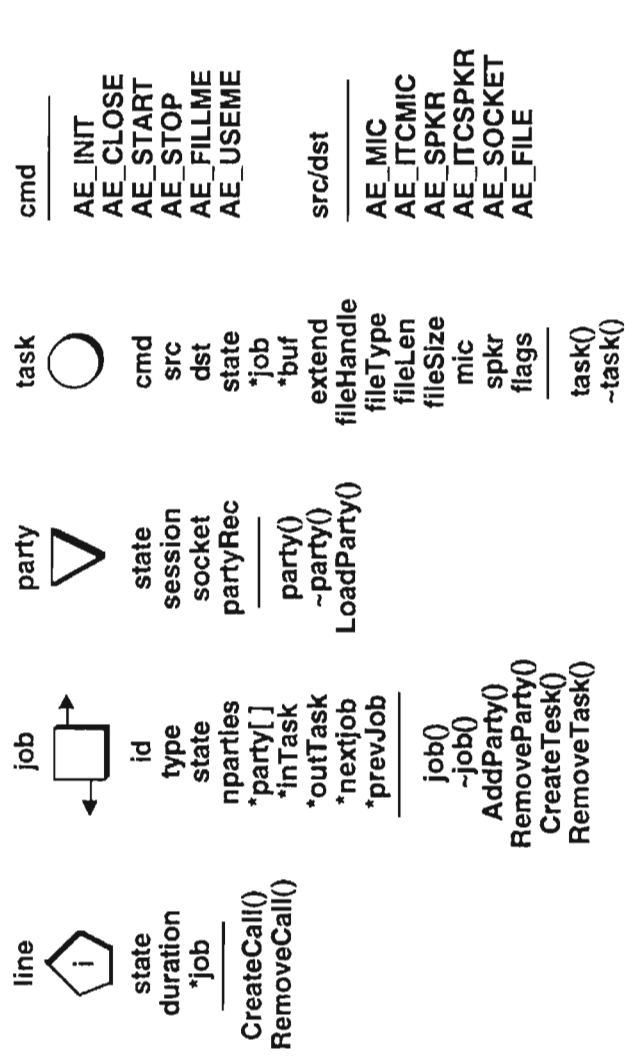 line
i
state
duration
*job
CreateCall()
RemoveCall()
job
id
type
state
nparties
*party[ ]
*inTask
*outTask
*nextjob
*prevJob
job()
~job()
AddParty()
RemoveParty()
CreateTesk()
RemoveTask()
party
state
session
socket
partyRec
party()
~party()
LoadParty()
task
cmd
src
dst
state
*job
*buf
extend
fileHandle
fileType
fileLen
fileSize
mic
spkr
flags
task()
~task()
cmd
AE_INIT
AE_CLOSE
AE_START
AE_STOP
AE_FILLME
AE_USEME
src/dst
AE_MIC
AE_ITCMIC
AE_SPKR
AE_ITCSPKR
AE_SOCKET
AE_FILE